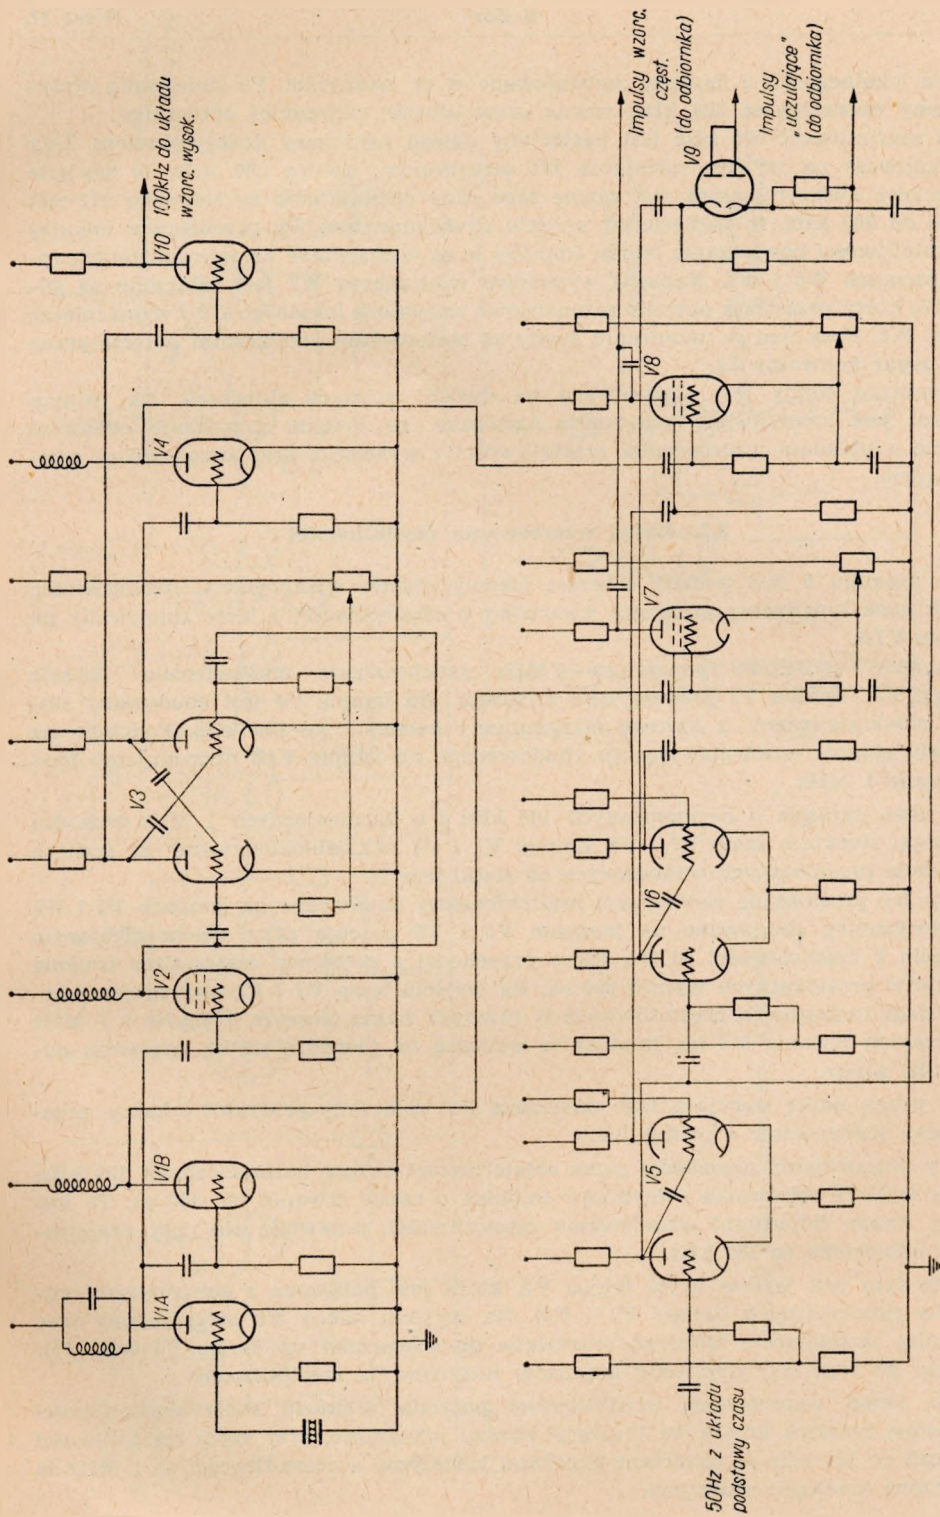 V1A
V1B
V2
V3
V4
V10
100kHz do układu
wzorc. wysok.
50Hz z układu
podstawy czasu
V5
V6
V7
V8
V9
Impulsy wzorc.
częst.
(do odbiornika)
Impulsy
„uczulające”
(do odbiornika)